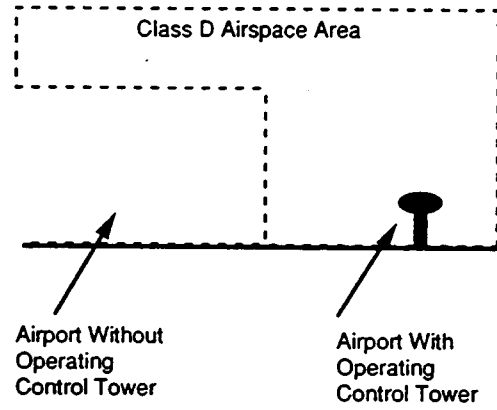 Class D Airspace Area
Airport Without
Operating
Control Tower
Airport With
Operating
Control Tower